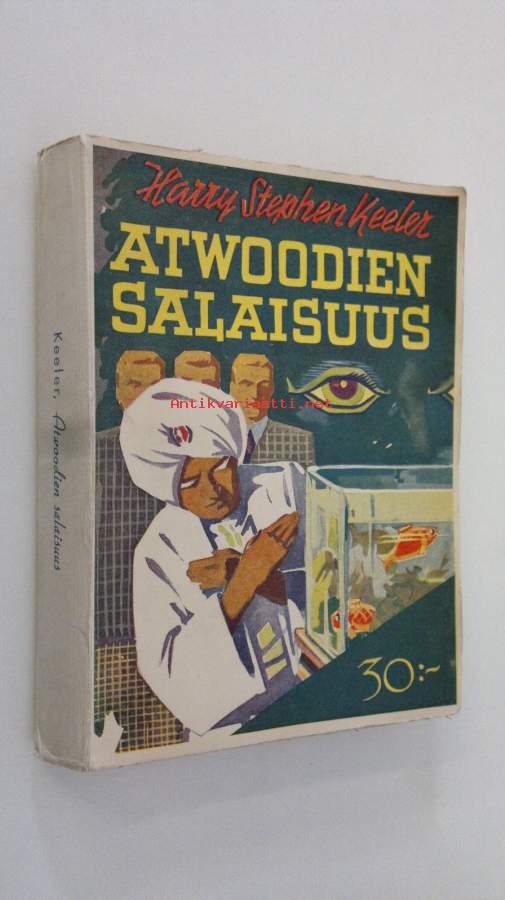 Harry Stephen Keeler
ATWOODIEN
SALAISUUS
Antikvariaatti.net
30:-
Keeler, Atwoodien salaisuus